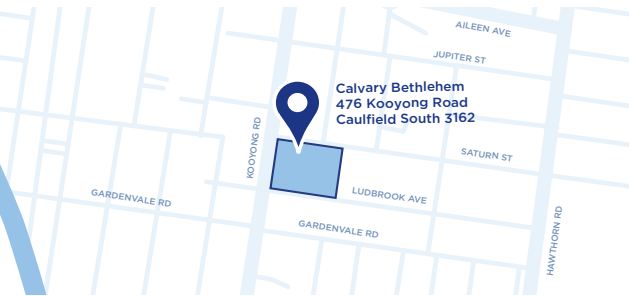 AILEEN AVE
JUPITER ST
Calvary Bethlehem
476 Kooyong Road
Caulfield South 3162
KOOYONG RD
SATURN ST
GARDENVALE RD
LUDBROOK AVE
GARDENVALE RD
HAWTHORN RD